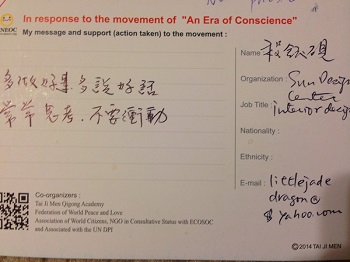 NEOC
In response to the movement of "An Era of Conscience"
My message and support (action taken) to the movement :
多做好事多說好話
常常思考、不要衝動
Name :
Organization : Sun Design
Center
Job Title : interior design
Nationality :
Ethnicity :
E-mail : littlejade
dragon@
yahoo.com
Co-organizers :
Tai Ji Men Qigong Academy
Federation of World Peace and Love
Association of World Citizens, NGO in Consultative Status with ECOSOC
and Associated with the UN DPI
©2014 TAI JI MEN